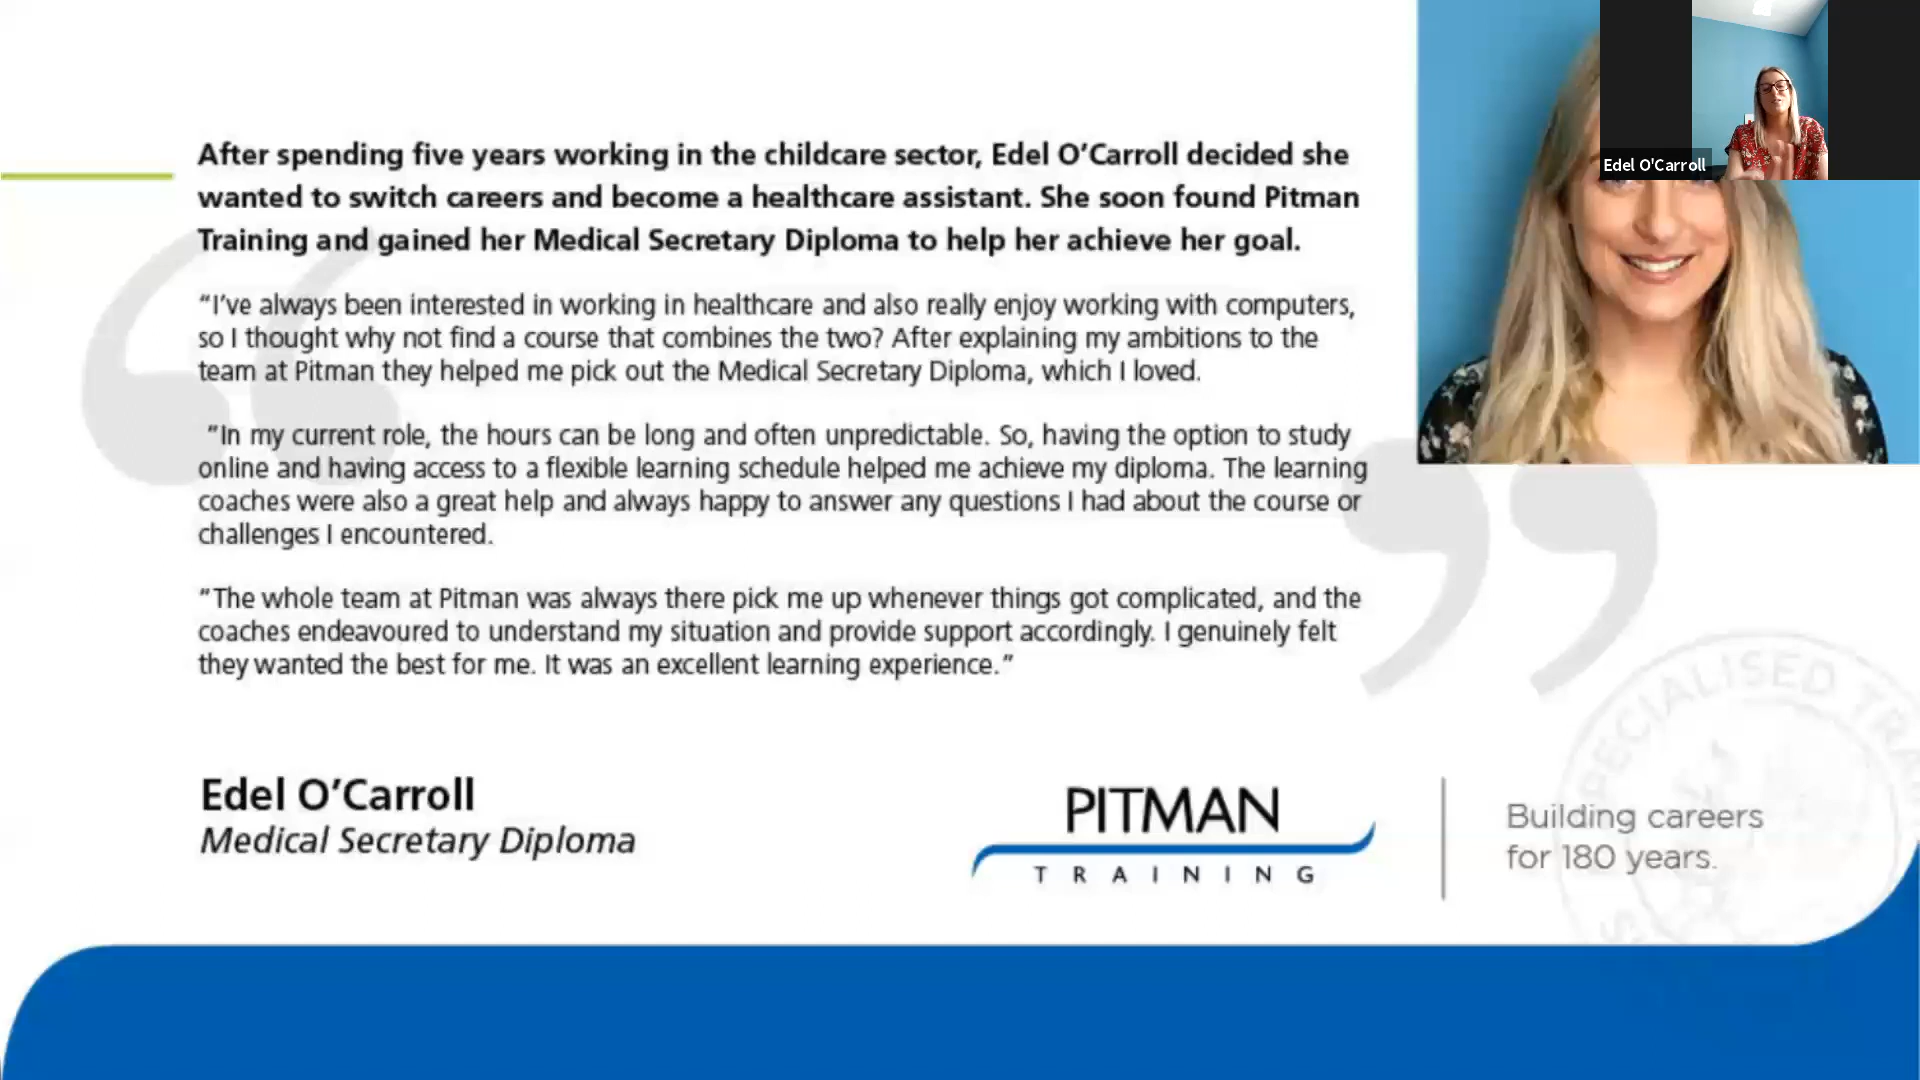 After spending five years working in the childcare sector, Edel O’Carroll decided she
wanted to switch careers and become a healthcare assistant. She soon found Pitman
Training and gained her Medical Secretary Diploma to help her achieve her goal.
“I’ve always been interested in working in healthcare and also really enjoy working with computers,
so I thought why not find a course that combines the two? After explaining my ambitions to the
team at Pitman they helped me pick out the Medical Secretary Diploma, which I loved.
“In my current role, the hours can be long and often unpredictable. So, having the option to study
online and having access to a flexible learning schedule helped me achieve my diploma. The learning
coaches were also a great help and always happy to answer any questions I had about the course or
challenges I encountered.
“The whole team at Pitman was always there pick me up whenever things got complicated, and the
coaches endeavoured to understand my situation and provide support accordingly. I genuinely felt
they wanted the best for me. It was an excellent learning experience.”
Edel O’Carroll
Medical Secretary Diploma
PITMAN
TRAINING
Building careers
for 180 years.
Edel O'Carroll
SPECIALISED